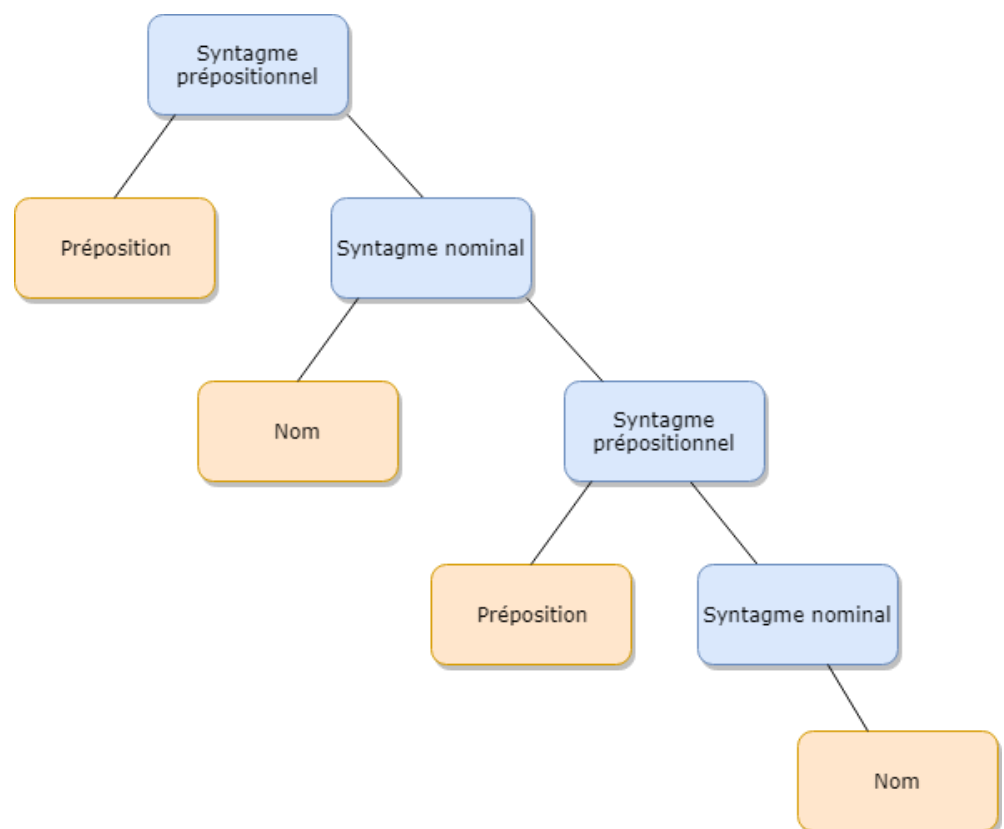 Syntagme
prépositionnel
Préposition
Syntagme nominal
Nom
Syntagme
prépositionnel
Préposition
Syntagme nominal
Nom